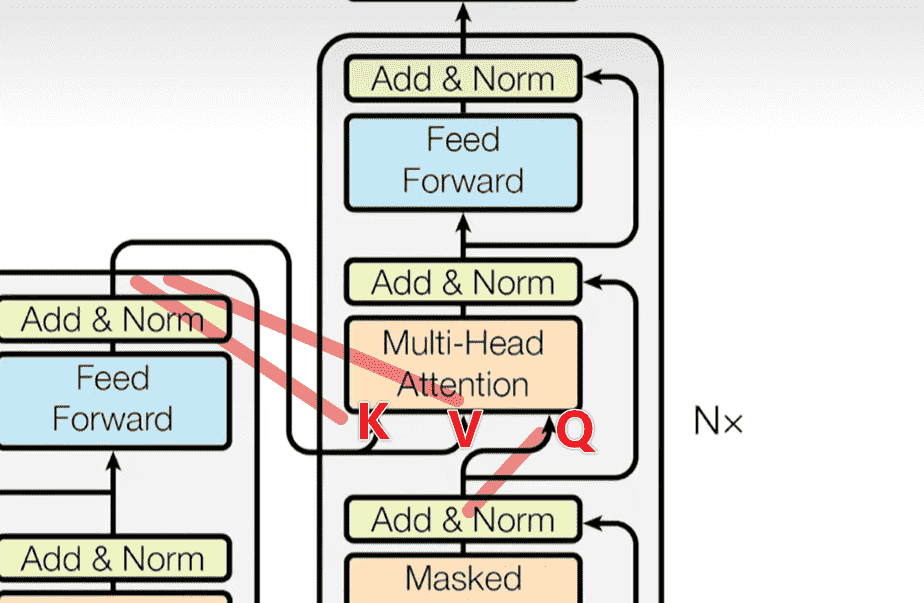 Add & Norm
Feed
Forward
Add & Norm
Multi-Head
Attention
K V Q
Nx
Add & Norm
Masked
Add & Norm
Feed
Forward
Add & Norm